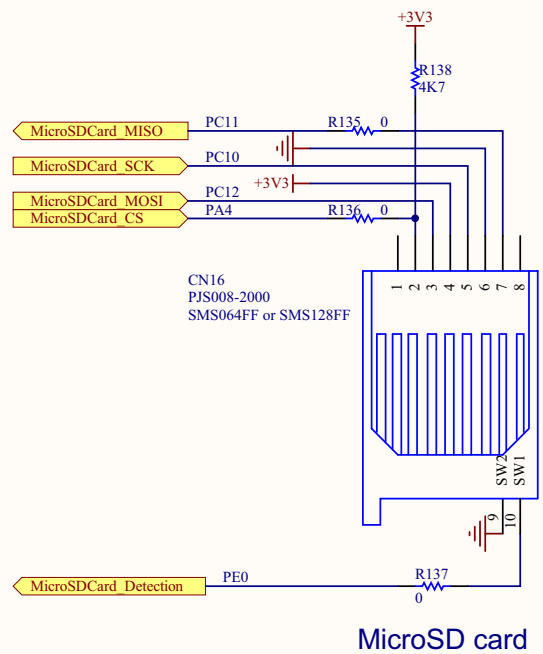 +3V3
R138
4K7
MicroSDCard_MISO PC11 R135 0
MicroSDCard_SCK PC10
+3V3
MicroSDCard_MOSI PC12
MicroSDCard_CS PA4 R136 0
CN16
PJS008-2000
SMS064FF or SMS128FF
1 2 3 4 5 6 7 8
SW2 SW1
9 10
MicroSDCard_Detection PE0 R137
0
MicroSD card